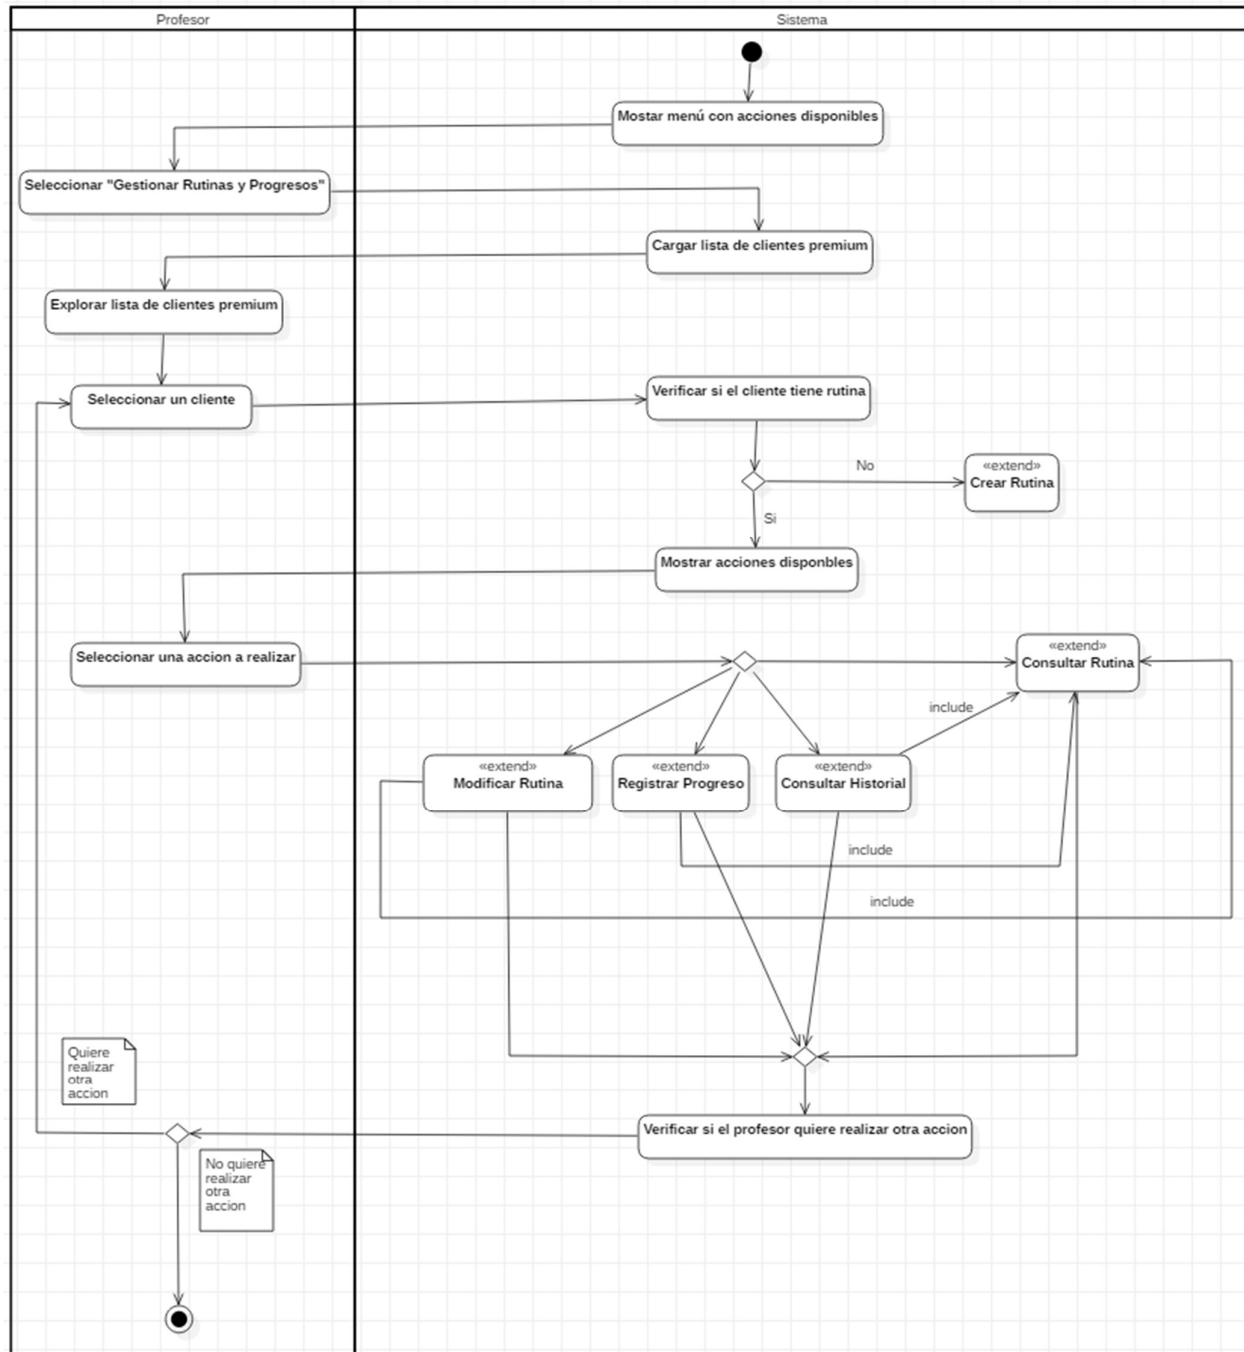 Profesor
Sistema
Mostar menú con acciones disponibles
Seleccionar "Gestionar Rutinas y Progresos"
Cargar lista de clientes premium
Explorar lista de clientes premium
Seleccionar un cliente
Verificar si el cliente tiene rutina
No
«extend»
Crear Rutina
Si
Mostrar acciones disponbles
Seleccionar una accion a realizar
«extend»
Consultar Rutina
include
«extend»
Modificar Rutina
«extend»
Registrar Progreso
«extend»
Consultar Historial
include
include
Quiere
realizar
otra
accion
Verificar si el profesor quiere realizar otra accion
No quiere
realizar
otra
accion